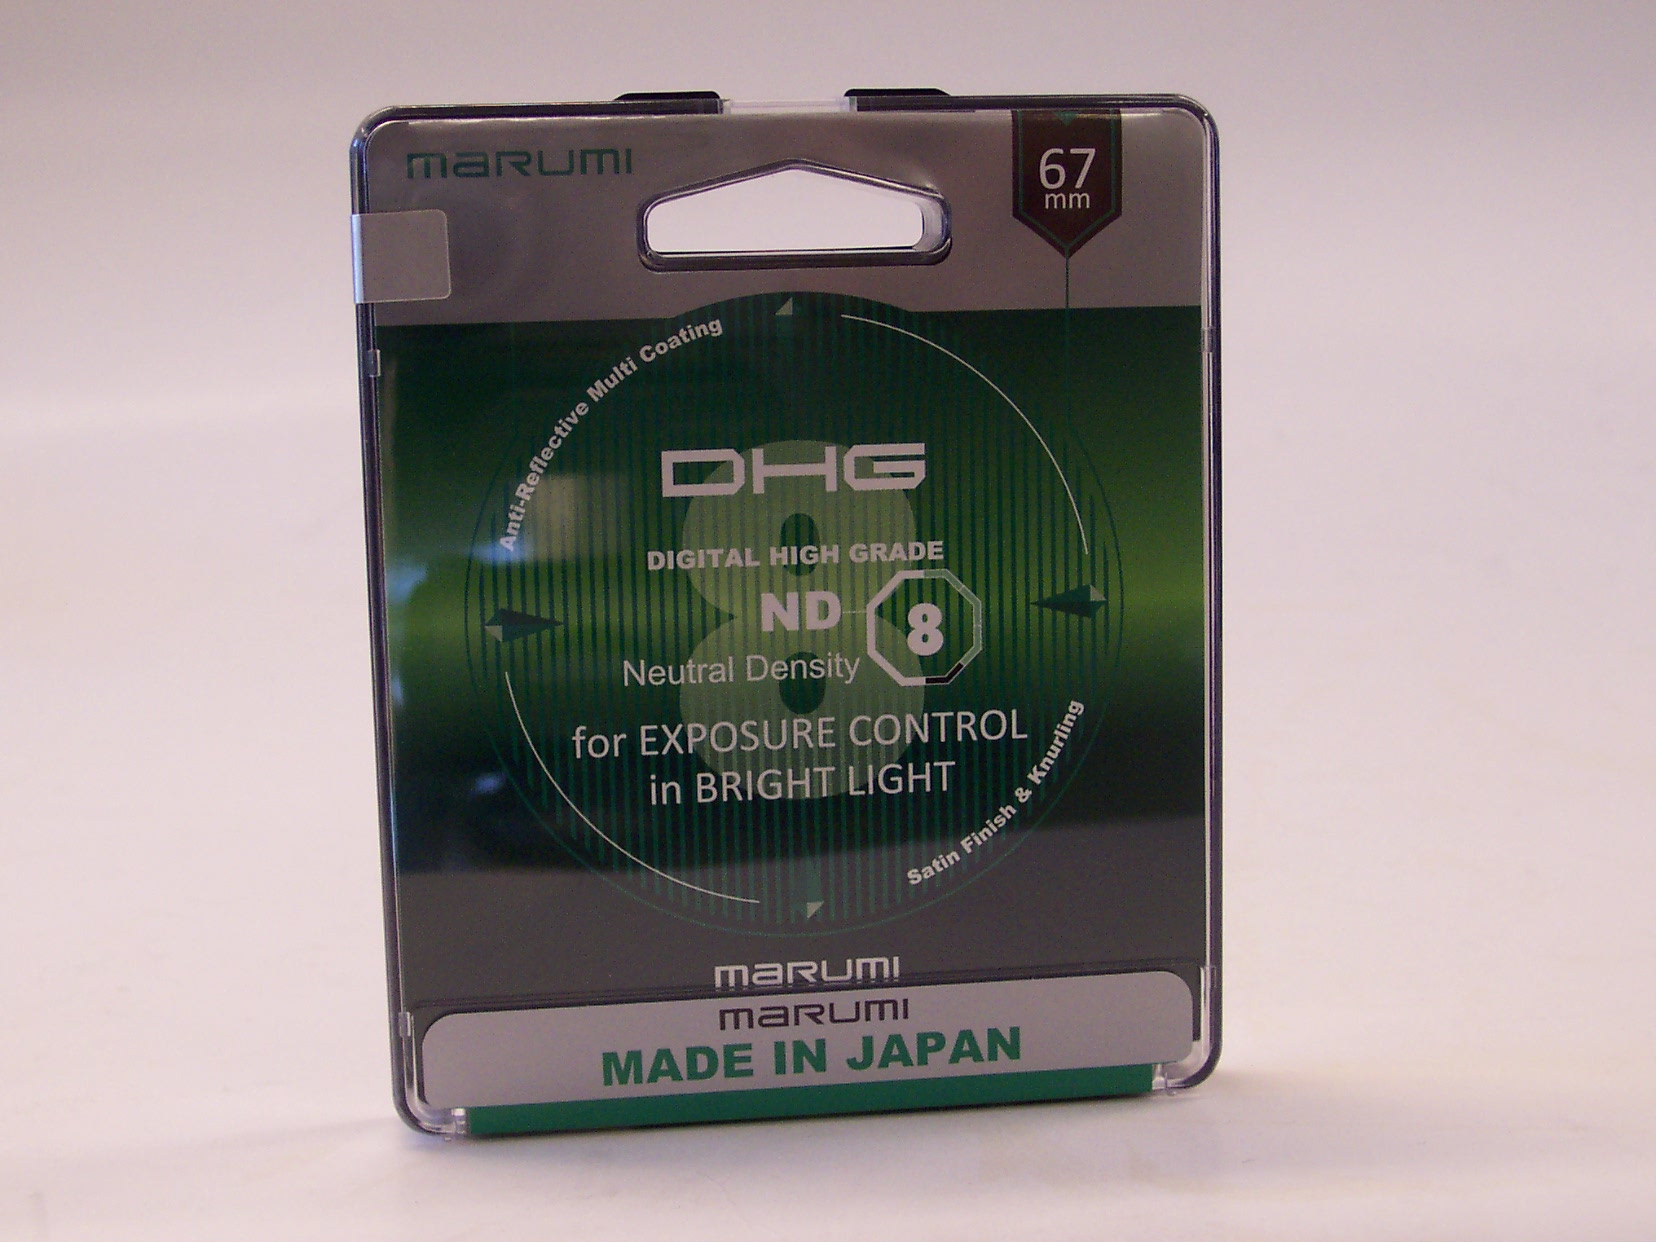 marumi
67
mm
Anti-Reflective Multi Coating
DHG
DIGITAL HIGH GRADE
ND 8
Neutral Density
for EXPOSURE CONTROL
in BRIGHT LIGHT
Satin Finish & Knurling
marumi
marumi
MADE IN JAPAN